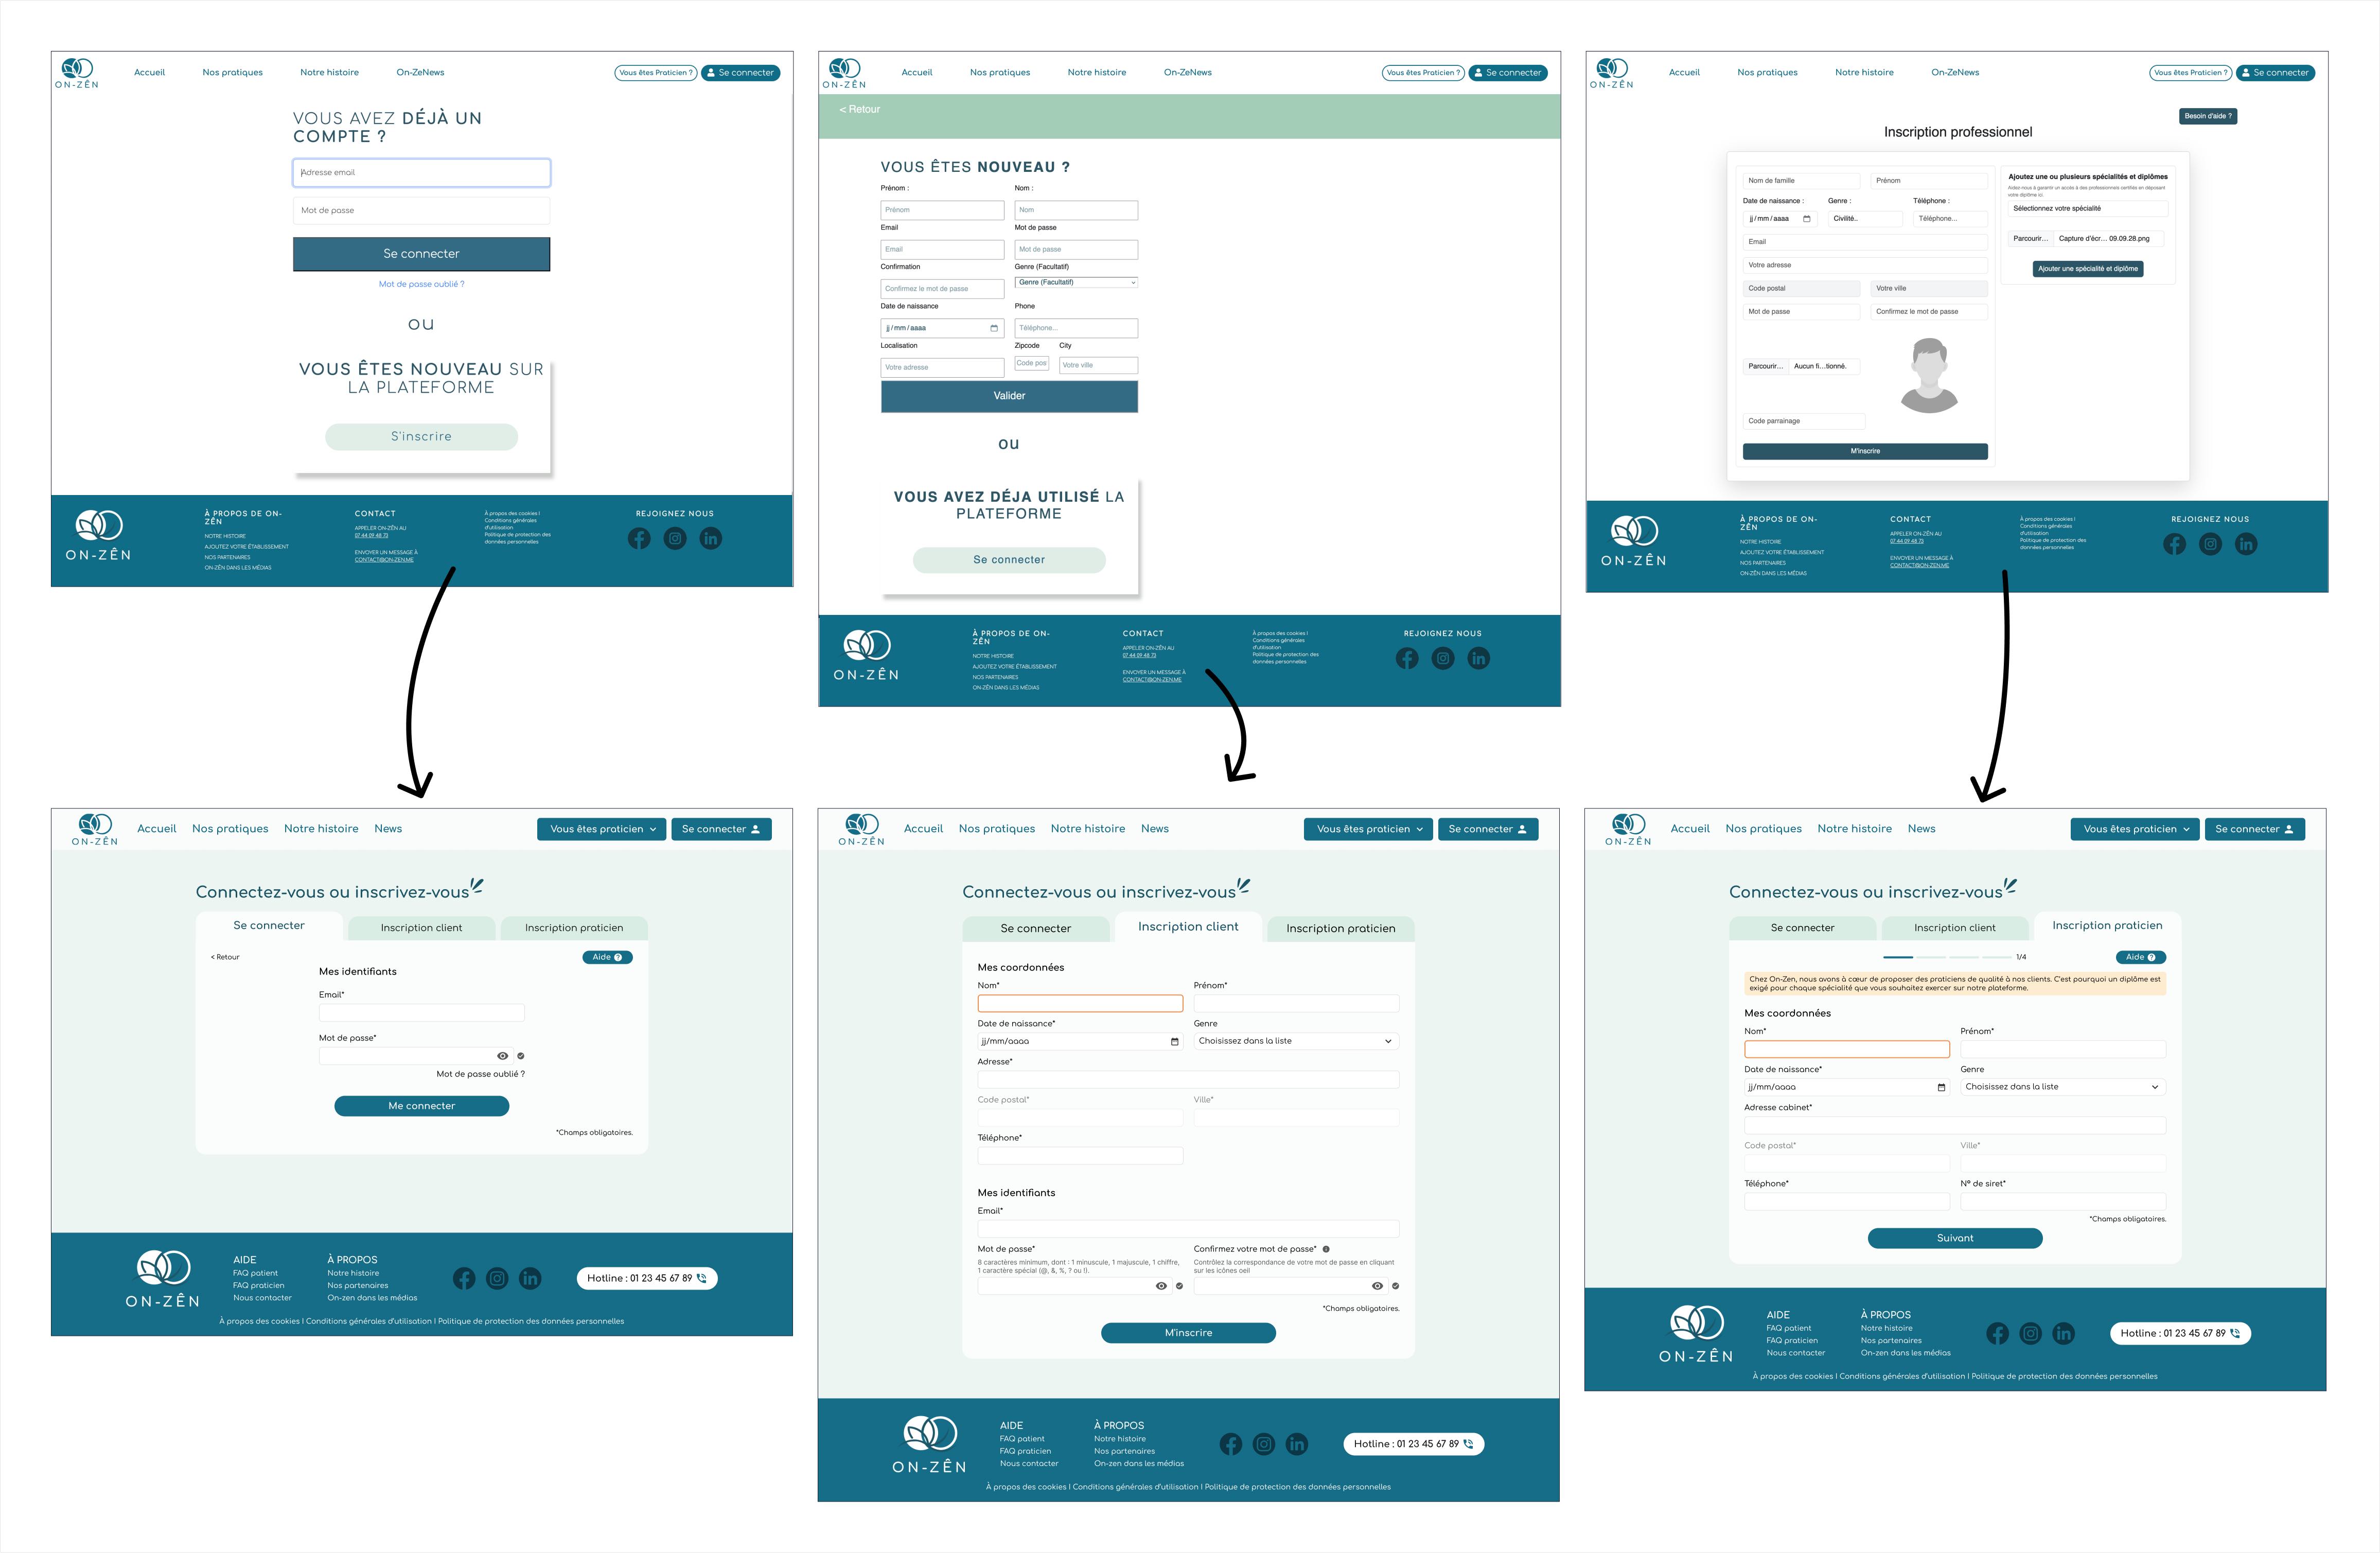 ON-ZÊN
Accueil Nos pratiques Notre histoire On-ZeNews Vous êtes Praticien ? Se connecter
VOUS AVEZ DÉJÀ UN
COMPTE ?
Adresse email
Mot de passe
Se connecter
Mot de passe oublié ?
ou
VOUS ÊTES NOUVEAU SUR
LA PLATEFORME
S'inscrire
ON-ZÊN
À PROPOS DE ON-
ZÊN
NOTRE HISTOIRE
AJOUTEZ VOTRE ÉTABLISSEMENT
NOS PARTENAIRES
ON-ZÊN DANS LES MÉDIAS
CONTACT
APPELER ON-ZÊN AU
07 44 09 48 73
ENVOYER UN MESSAGE À
CONTACT@ON-ZEN.ME
À propos des cookies I
Conditions générales
d'utilisation
Politique de protection des
données personnelles
REJOIGNEZ NOUS
ON-ZÊN
Accueil Nos pratiques Notre histoire On-ZeNews Vous êtes Praticien ? Se connecter
< Retour
VOUS ÊTES NOUVEAU ?
Prénom : Nom :
Prénom Nom
Email Mot de passe
Email Mot de passe
Confirmation Genre (Facultatif)
Confirmez le mot de passe Genre (Facultatif)
Date de naissance Phone
jj/mm/aaaa Téléphone...
Localisation Zipcode City
Votre adresse Code pos Votre ville
Valider
ou
VOUS AVEZ DÉJA UTILISÉ LA
PLATEFORME
Se connecter
ON-ZÊN
À PROPOS DE ON-
ZÊN
NOTRE HISTOIRE
AJOUTEZ VOTRE ÉTABLISSEMENT
NOS PARTENAIRES
ON-ZÊN DANS LES MÉDIAS
CONTACT
APPELER ON-ZÊN AU
07 44 09 48 73
ENVOYER UN MESSAGE À
CONTACT@ON-ZEN.ME
À propos des cookies I
Conditions générales
d'utilisation
Politique de protection des
données personnelles
REJOIGNEZ NOUS
ON-ZÊN
Accueil Nos pratiques Notre histoire On-ZeNews Vous êtes Praticien ? Se connecter
Besoin d'aide ?
Inscription professionnel
Nom de famille Prénom
Date de naissance : Genre : Téléphone :
jj/mm/aaaa Civilité.. Téléphone...
Email
Votre adresse
Code postal Votre ville
Mot de passe Confirmez le mot de passe
Parcourir... Aucun fi...tionné.
Code parrainage
M'inscrire
Ajoutez une ou plusieurs spécialités et diplômes
Aidez-nous à garantir un accès à des professionnels certifiés en déposant
votre diplôme ici.
Sélectionnez votre spécialité
Parcourir... Capture d'écr... 09.09.28.png
Ajouter une spécialité et diplôme
ON-ZÊN
À PROPOS DE ON-
ZÊN
NOTRE HISTOIRE
AJOUTEZ VOTRE ÉTABLISSEMENT
NOS PARTENAIRES
ON-ZÊN DANS LES MÉDIAS
CONTACT
APPELER ON-ZÊN AU
07 44 09 48 73
ENVOYER UN MESSAGE À
CONTACT@ON-ZEN.ME
À propos des cookies I
Conditions générales
d'utilisation
Politique de protection des
données personnelles
REJOIGNEZ NOUS
ON-ZÊN
Accueil Nos pratiques Notre histoire News Vous êtes praticien Se connecter
Connectez-vous ou inscrivez-vous
Se connecter Inscription client Inscription praticien
< Retour Aide ?
Mes identifiants
Email*
Mot de passe*
Mot de passe oublié ?
Me connecter
*Champs obligatoires.
ON-ZÊN
AIDE
FAQ patient
FAQ praticien
Nous contacter
À PROPOS
Notre histoire
Nos partenaires
On-zen dans les médias
Hotline : 01 23 45 67 89
À propos des cookies I Conditions générales d'utilisation I Politique de protection des données personnelles
ON-ZÊN
Accueil Nos pratiques Notre histoire News Vous êtes praticien Se connecter
Connectez-vous ou inscrivez-vous
Se connecter Inscription client Inscription praticien
Mes coordonnées
Nom* Prénom*
Date de naissance* Genre
jj/mm/aaaa Choisissez dans la liste
Adresse*
Code postal* Ville*
Téléphone*
Mes identifiants
Email*
Mot de passe* Confirmez votre mot de passe*
8 caractères minimum, dont : 1 minuscule, 1 majuscule, 1 chiffre,
1 caractère spécial (@, &, %, ? ou !).
Contrôlez la correspondance de votre mot de passe en cliquant
sur les icônes oeil
*Champs obligatoires.
M'inscrire
ON-ZÊN
AIDE
FAQ patient
FAQ praticien
Nous contacter
À PROPOS
Notre histoire
Nos partenaires
On-zen dans les médias
Hotline : 01 23 45 67 89
À propos des cookies I Conditions générales d'utilisation I Politique de protection des données personnelles
ON-ZÊN
Accueil Nos pratiques Notre histoire News Vous êtes praticien Se connecter
Connectez-vous ou inscrivez-vous
Se connecter Inscription client Inscription praticien
1/4 Aide ?
Chez On-Zen, nous avons à cœur de proposer des praticiens de qualité à nos clients. C'est pourquoi un diplôme est
exigé pour chaque spécialité que vous souhaitez exercer sur notre plateforme.
Mes coordonnées
Nom* Prénom*
Date de naissance* Genre
jj/mm/aaaa Choisissez dans la liste
Adresse cabinet*
Code postal* Ville*
Téléphone* N° de siret*
*Champs obligatoires.
Suivant
ON-ZÊN
AIDE
FAQ patient
FAQ praticien
Nous contacter
À PROPOS
Notre histoire
Nos partenaires
On-zen dans les médias
Hotline : 01 23 45 67 89
À propos des cookies I Conditions générales d'utilisation I Politique de protection des données personnelles